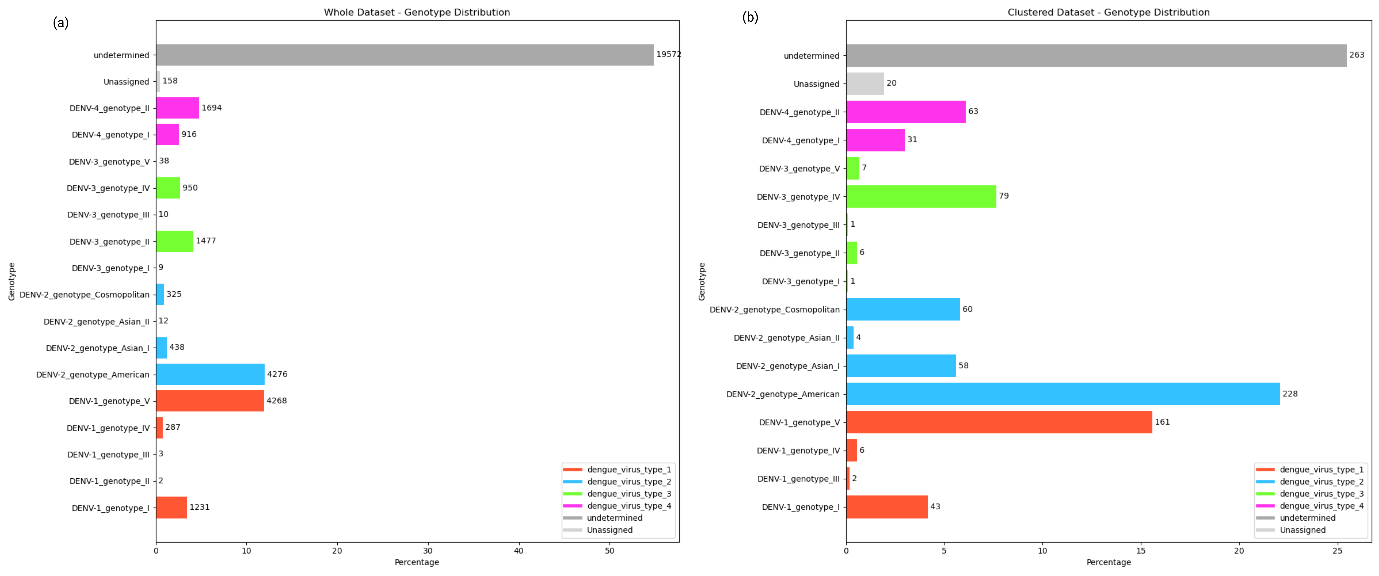 (a)
Whole Dataset - Genotype Distribution
undetermined 19572
Unassigned 158
DENV-4_genotype_II 1694
DENV-4_genotype_I 916
DENV-3_genotype_V 38
DENV-3_genotype_IV 950
DENV-3_genotype_III 10
DENV-3_genotype_II 1477
DENV-3_genotype_I 9
DENV-2_genotype_Cosmopolitan 325
DENV-2_genotype_Asian_II 12
DENV-2_genotype_Asian_I 438
DENV-2_genotype_American 4276
DENV-1_genotype_V 4268
DENV-1_genotype_IV 287
DENV-1_genotype_III 3
DENV-1_genotype_II 2
DENV-1_genotype_I 1231
Genotype
dengue_virus_type_1
dengue_virus_type_2
dengue_virus_type_3
dengue_virus_type_4
undetermined
Unassigned
0 10 20 30 40 50
Percentage
(b)
Clustered Dataset - Genotype Distribution
undetermined 263
Unassigned 20
DENV-4_genotype_II 63
DENV-4_genotype_I 31
DENV-3_genotype_V 7
DENV-3_genotype_IV 79
DENV-3_genotype_III 1
DENV-3_genotype_II 6
DENV-3_genotype_I 1
DENV-2_genotype_Cosmopolitan 60
DENV-2_genotype_Asian_II 4
DENV-2_genotype_Asian_I 58
DENV-2_genotype_American 228
DENV-1_genotype_V 161
DENV-1_genotype_IV 6
DENV-1_genotype_III 2
DENV-1_genotype_I 43
Genotype
dengue_virus_type_1
dengue_virus_type_2
dengue_virus_type_3
dengue_virus_type_4
undetermined
Unassigned
0 5 10 15 20 25
Percentage